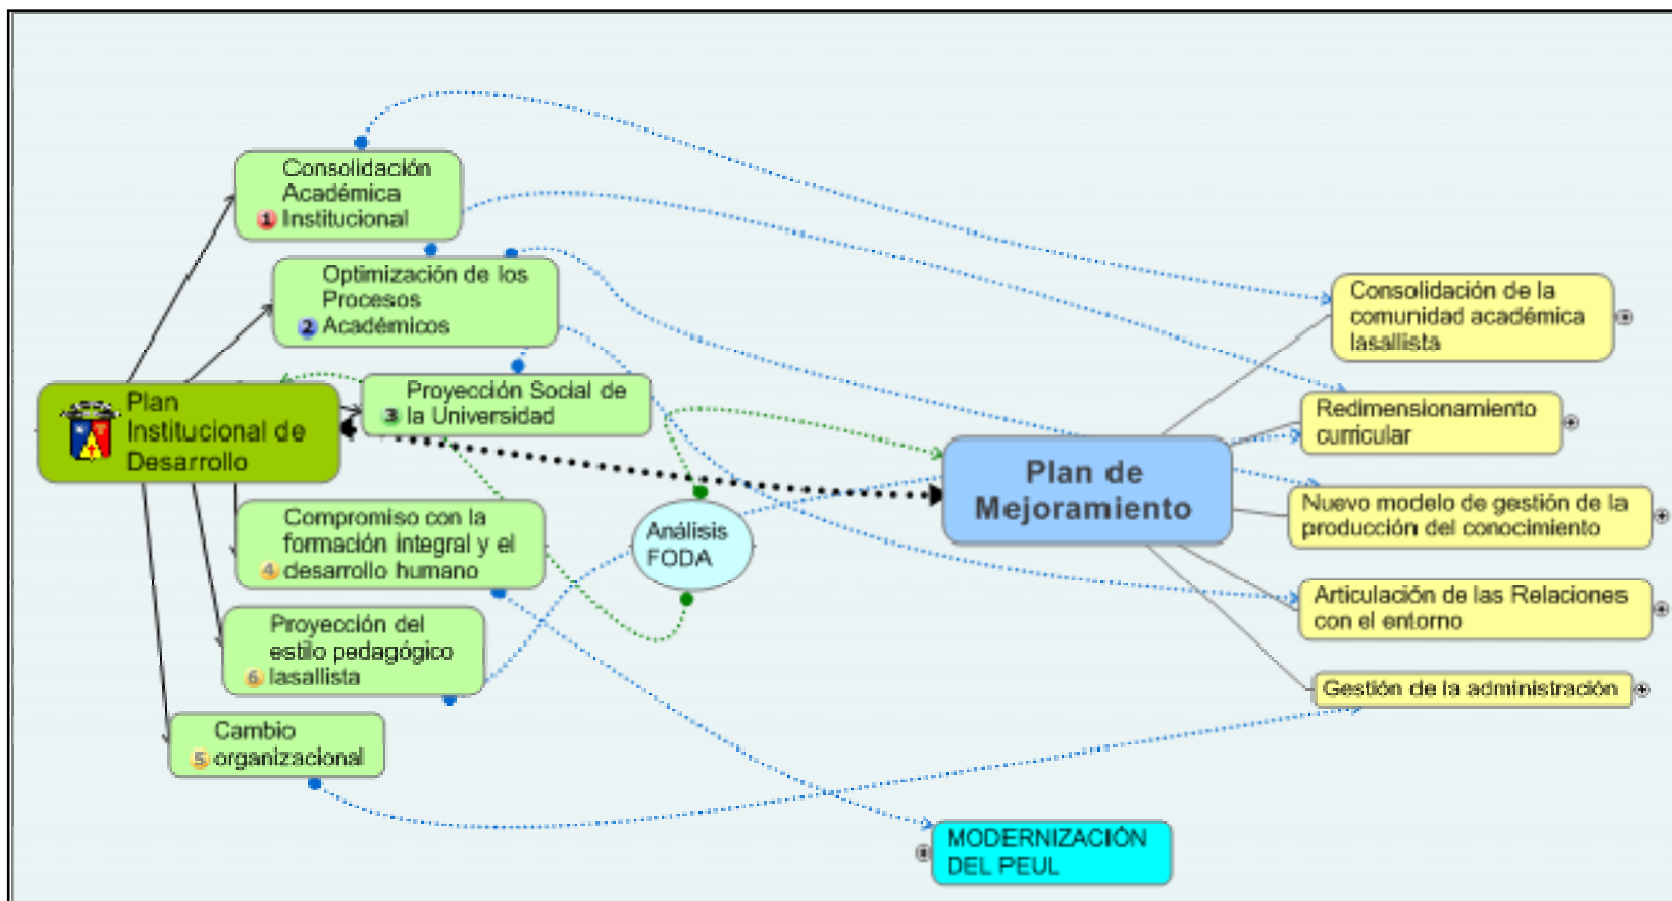 Consolidación
Académica
1 Institucional
Optimización de los
Procesos
2 Académicos
Proyección Social de
3 la Universidad
Plan
Institucional de
Desarrollo
Compromiso con la
formación integral y el
4 desarrollo humano
Proyección del
estilo pedagógico
6 lasallista
Cambio
5 organizacional
Análisis
FODA
Plan de
Mejoramiento
Consolidación de la
comunidad académica
lasallista
Redimensionamiento
curricular
Nuevo modelo de gestión de la
producción del conocimiento
Articulación de las Relaciones
con el entorno
Gestión de la administración
MODERNIZACIÓN
DEL PEUL